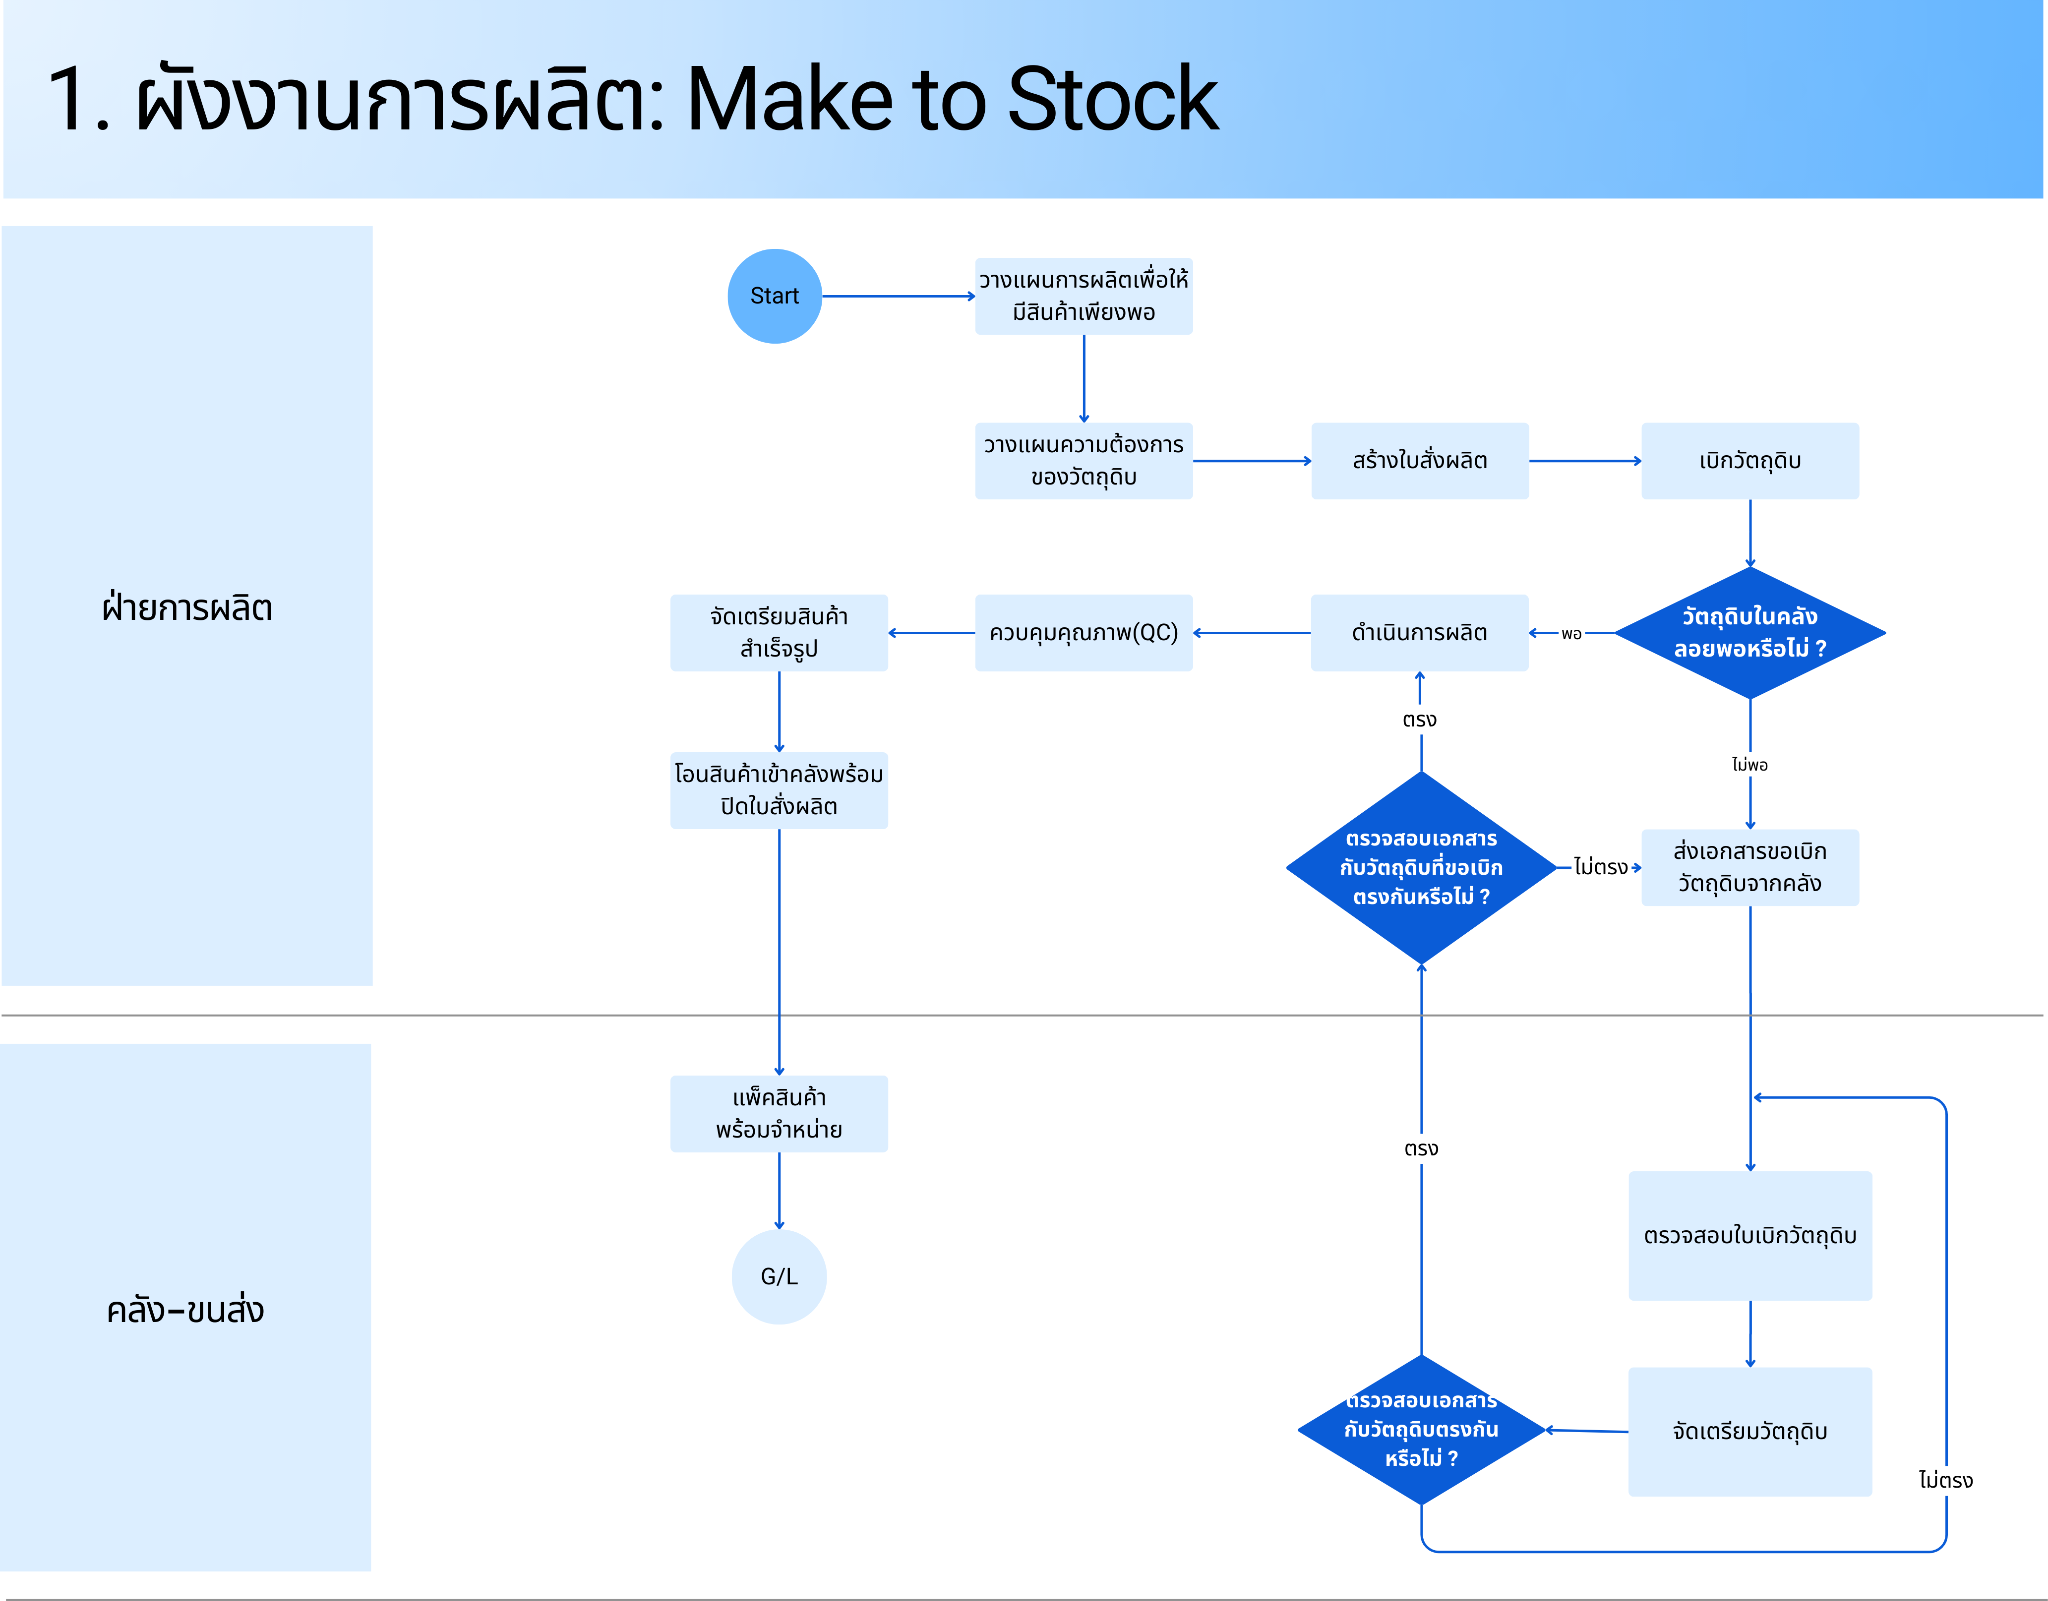 1. ผังงานการผลิต: Make to Stock
ฝ่ายการผลิต
Start
วางแผนการผลิตเพื่อให้
มีสินค้าเพียงพอ
วางแผนความต้องการ
ของวัตถุดิบ
สร้างใบสั่งผลิต
เบิกวัตถุดิบ
วัตถุดิบในคลัง
ลอยพอหรือไม่ ?
พอ
ดำเนินการผลิต
ควบคุมคุณภาพ(QC)
จัดเตรียมสินค้า
สำเร็จรูป
ตรง
ไม่พอ
โอนสินค้าเข้าคลังพร้อม
ปิดใบสั่งผลิต
ตรวจสอบเอกสาร
กับวัตถุดิบที่ขอเบิก
ตรงกันหรือไม่ ?
ไม่ตรง
ส่งเอกสารขอเบิก
วัตถุดิบจากคลัง
คลัง-ขนส่ง
แพ็คสินค้า
พร้อมจำหน่าย
G/L
ตรง
ตรวจสอบใบเบิกวัตถุดิบ
จัดเตรียมวัตถุดิบ
ตรวจสอบเอกสาร
กับวัตถุดิบตรงกัน
หรือไม่ ?
ไม่ตรง